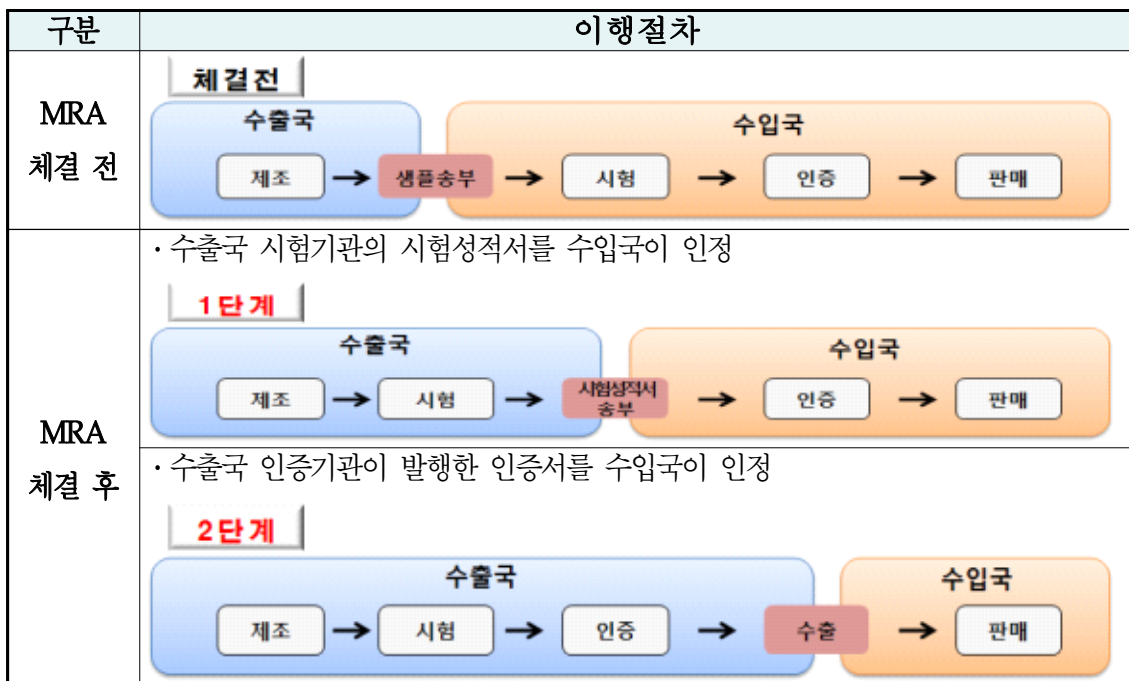 구분
이행절차
MRA
체결 전
체결전
수출국
수입국
제조 → 샘플송부 → 시험 → 인증 → 판매
MRA
체결 후
· 수출국 시험기관의 시험성적서를 수입국이 인정
1단계
수출국
수입국
제조 → 시험 → 시험성적서
송부 → 인증 → 판매
· 수출국 인증기관이 발행한 인증서를 수입국이 인정
2단계
수출국
수입국
제조 → 시험 → 인증 → 수출 → 판매